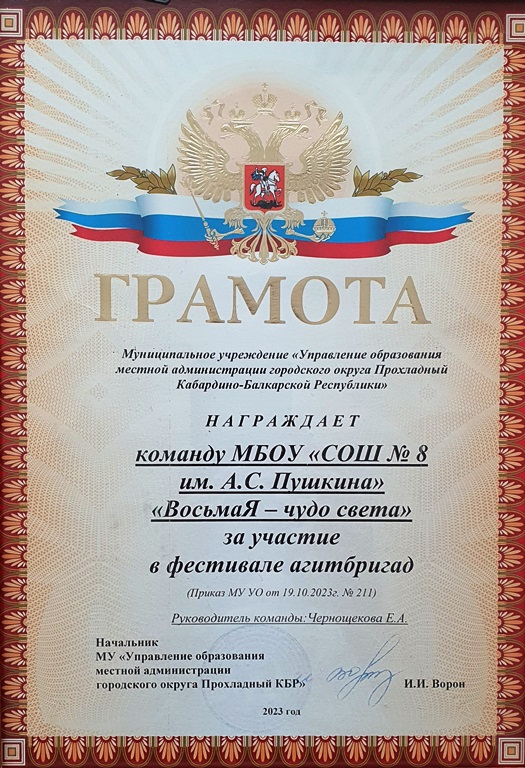 ГРАМОТА
Муниципальное учреждение «Управление образования
местной администрации городского округа Прохладный
Кабардино-Балкарской Республики»
НАГРАЖДАЕТ
команду МБОУ «СОШ № 8
им. А.С. Пушкина»
«ВосьмаЯ – чудо света»
за участие
в фестивале агитбригад
(Приказ МУ УО от 19.10.2023г. № 211)
Руководитель команды:Чернощекова Е.А.
Начальник
МУ «Управление образования
местной администрации
городского округа Прохладный КБР»
И.И. Ворон
2023 год